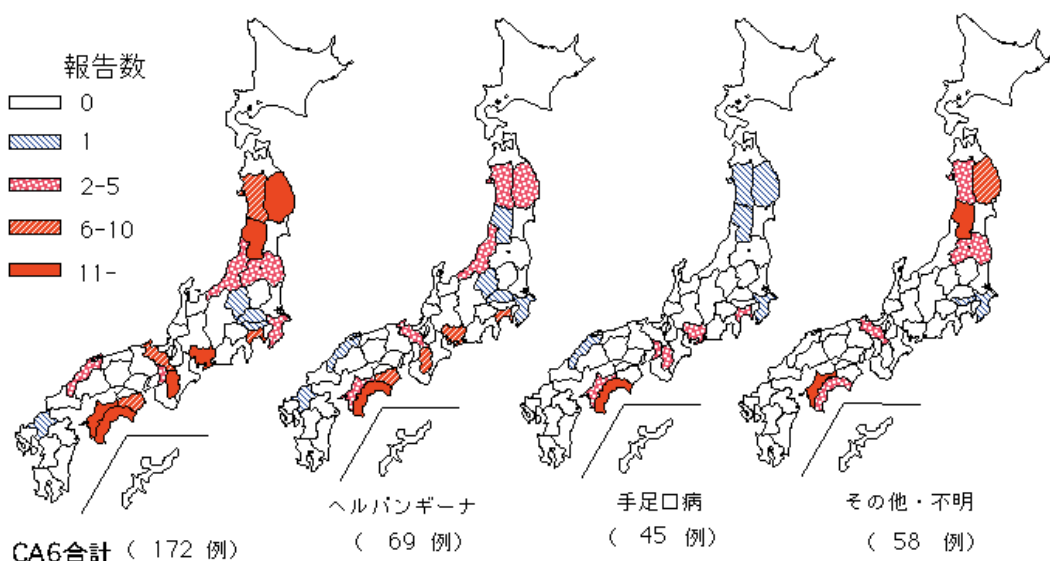 報告数
0
1
2-5
6-10
11-
ヘルパンギーナ
手足口病
その他・不明
CA6合計 ( 172 例)
( 69 例)
( 45 例)
( 58 例)